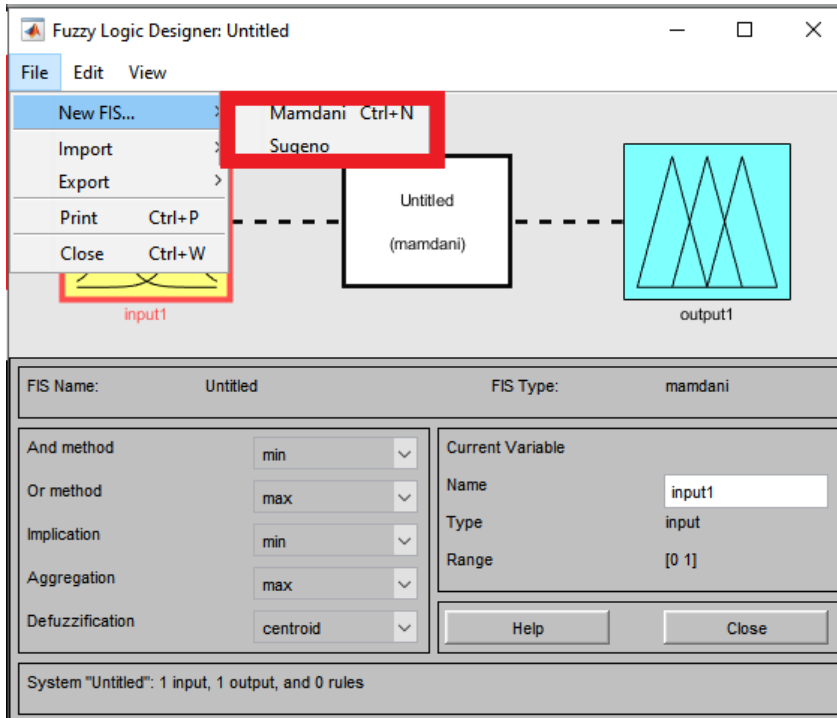 Fuzzy Logic Designer: Untitled
File Edit View
New FIS...
Mamdani Ctrl+N
Sugeno
Import
Export
Print Ctrl+P
Close Ctrl+W
Untitled
(mamdani)
input1
output1
FIS Name: Untitled FIS Type: mamdani
And method min
Or method max
Implication min
Aggregation max
Defuzzification centroid
Current Variable
Name input1
Type input
Range [0 1]
Help Close
System "Untitled": 1 input, 1 output, and 0 rules